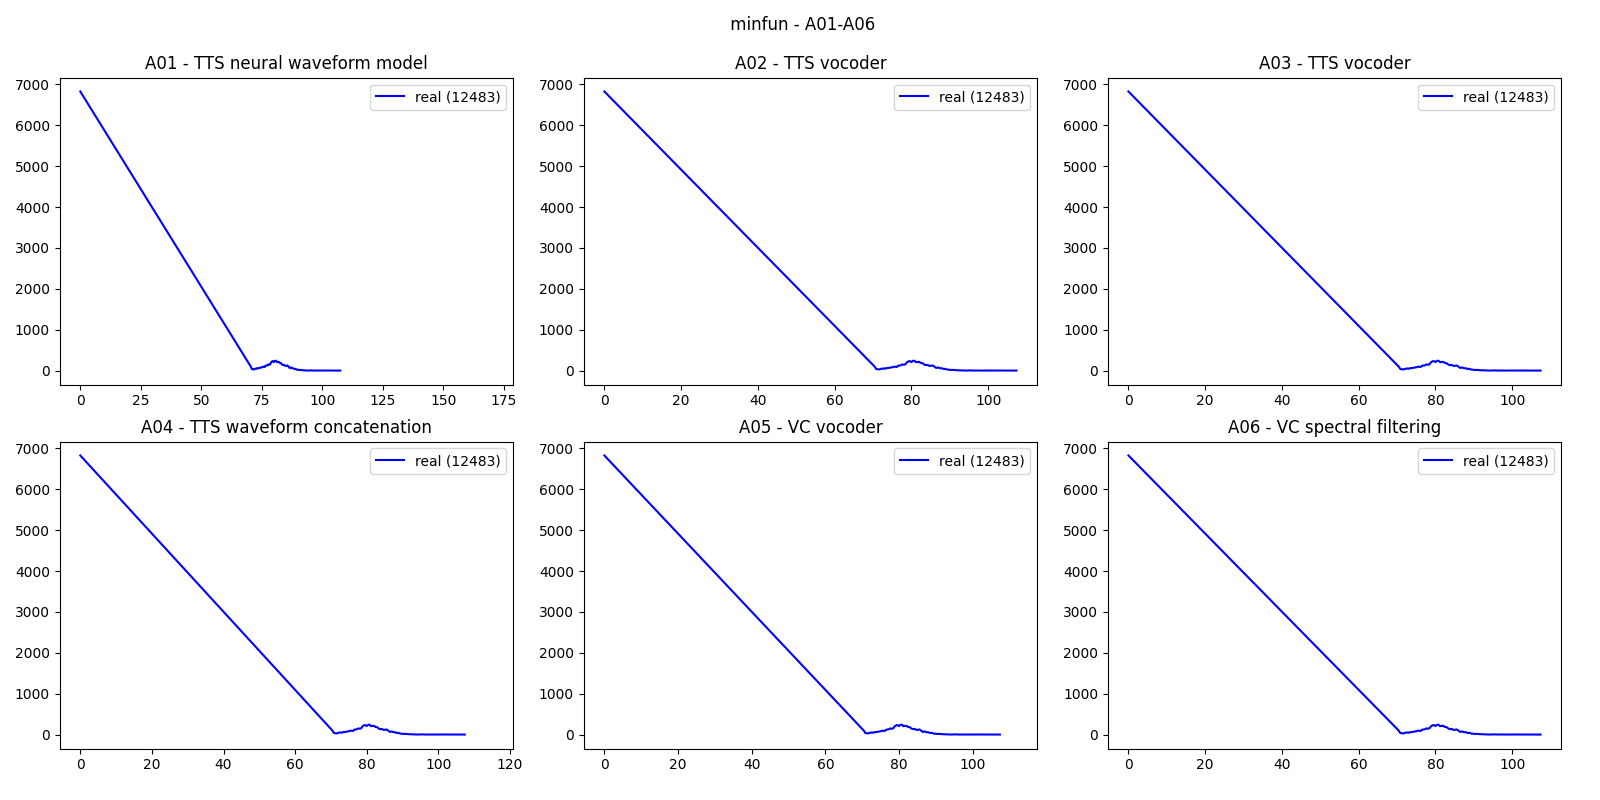 minfun - A01-A06
A01 - TTS neural waveform model
7000
6000
5000
4000
3000
2000
1000
0
real (12483)
0 25 50 75 100 125 150 175
A02 - TTS vocoder
7000
6000
5000
4000
3000
2000
1000
0
real (12483)
0 20 40 60 80 100
A03 - TTS vocoder
7000
6000
5000
4000
3000
2000
1000
0
real (12483)
0 20 40 60 80 100
A04 - TTS waveform concatenation
7000
6000
5000
4000
3000
2000
1000
0
real (12483)
0 20 40 60 80 100 120
A05 - VC vocoder
7000
6000
5000
4000
3000
2000
1000
0
real (12483)
0 20 40 60 80 100
A06 - VC spectral filtering
7000
6000
5000
4000
3000
2000
1000
0
real (12483)
0 20 40 60 80 100